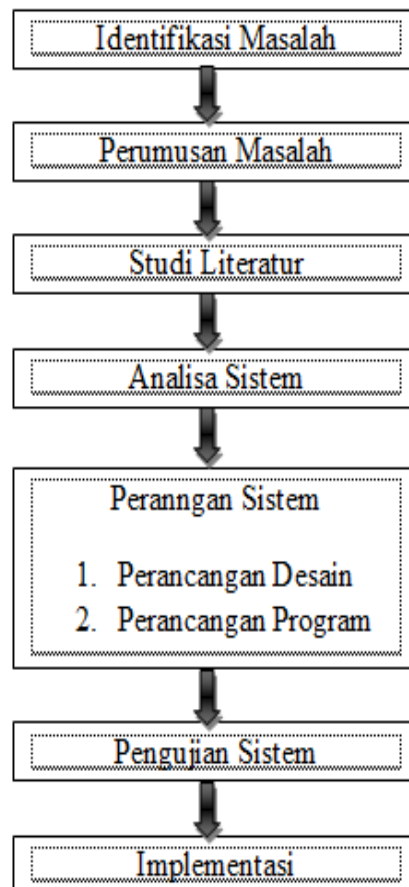 Identifikasi Masalah
Perumusan Masalah
Studi Literatur
Analisa Sistem
Peranngan Sistem
1. Perancangan Desain
2. Perancangan Program
Pengujian Sistem
Implementasi